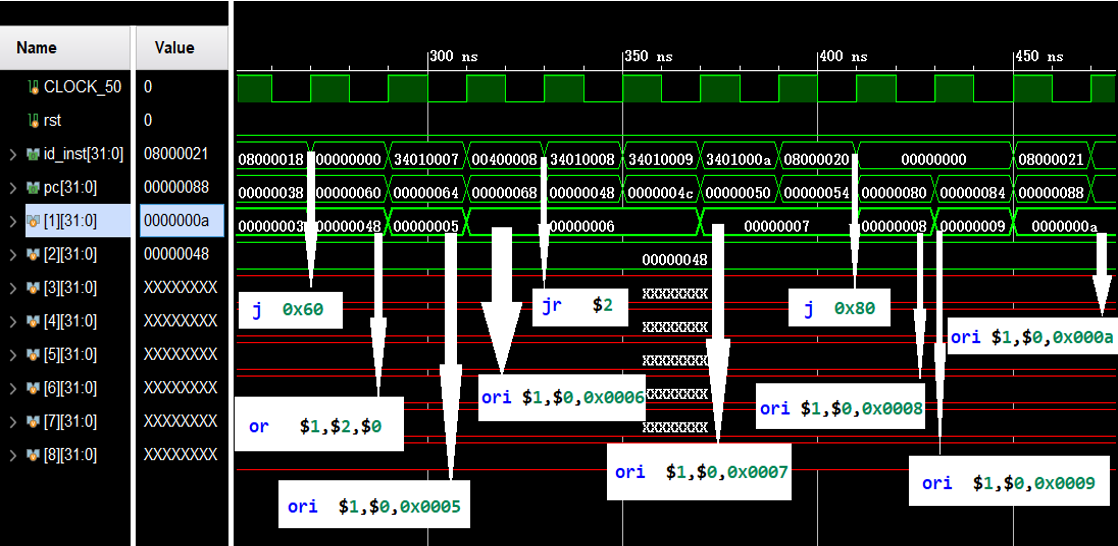 Name Value
300 ns 350 ns 400 ns 450 ns
CLOCK_50 0
rst 0
id_inst[31:0] 08000021 08000018 00000000 34010007 00400008 34010008 34010009 3401000a 08000020 00000000 08000021
pc[31:0] 00000088 00000038 00000060 00000064 00000068 00000048 0000004c 00000050 00000054 00000080 00000084 00000088
[1][31:0] 0000000a 00000003 00000048 00000005 00000006 00000007 00000008 00000009 0000000a
[2][31:0] 00000048 00000048
[3][31:0] XXXXXXXX XXXXXXXX
j 0x60
jr $2
j 0x80
[4][31:0] XXXXXXXX XXXXXXXX
ori $1,$0,0x000a
[5][31:0] XXXXXXXX XXXXXXXX
[6][31:0] XXXXXXXX XXXXXXXX
ori $1,$0,0x0006
ori $1,$0,0x0008
[7][31:0] XXXXXXXX XXXXXXXX
or $1,$2,$0
[8][31:0] XXXXXXXX
ori $1,$0,0x0007
ori $1,$0,0x0009
ori $1,$0,0x0005